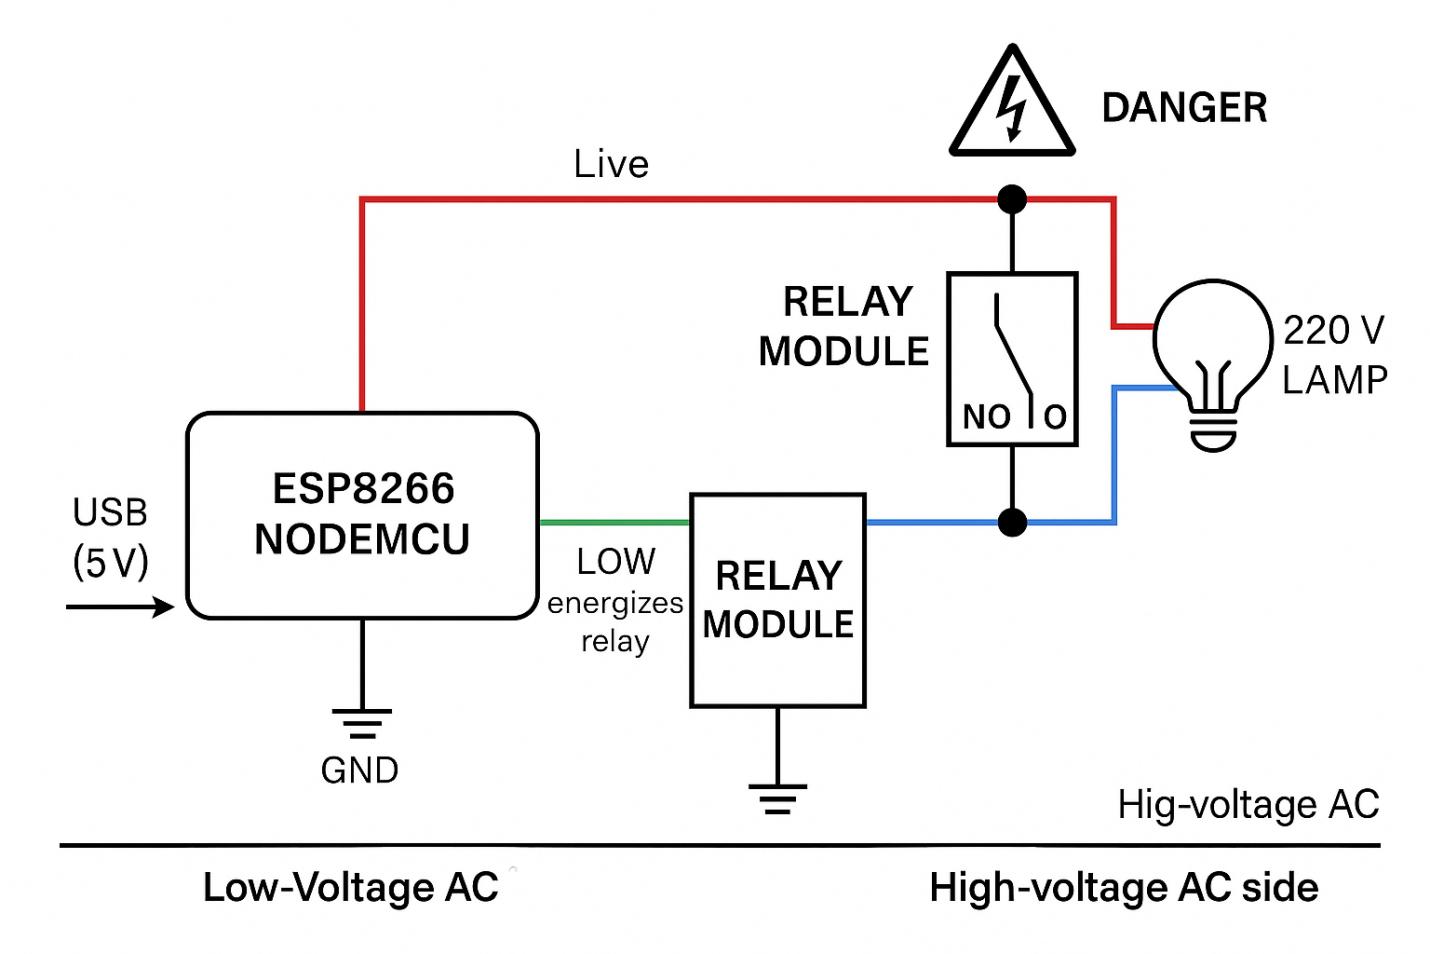 DANGER
Live
RELAY
MODULE
NO
O
220 V
LAMP
ESP8266
NODEMCU
USB
(5 V)
LOW
energizes
relay
RELAY
MODULE
GND
Hig-voltage AC
Low-Voltage AC
High-voltage AC side